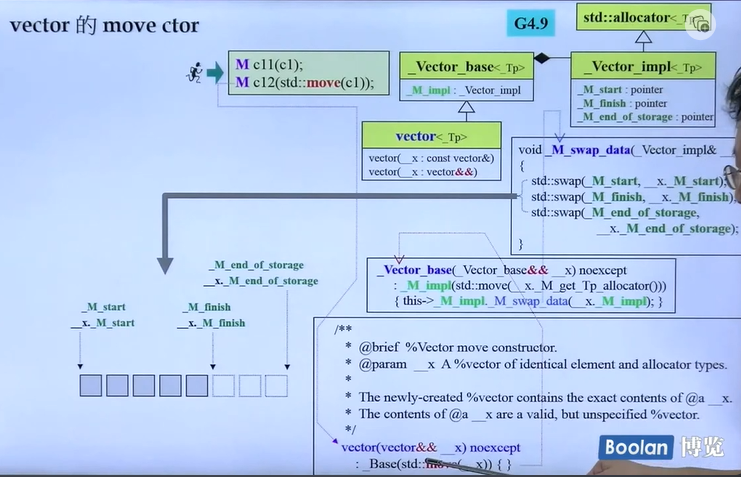 vector 的 move ctor
G4.9
std::allocator<_Tp>
M c11(c1);
M c12(std::move(c1));
_Vector_base<_Tp>
_M_impl : _Vector_impl
_Vector_impl<_Tp>
_M_start : pointer
_M_finish : pointer
_M_end_of_storage : pointer
vector<_Tp>
vector(__x : const vector&)
vector(__x : vector&&)
void _M_swap_data(_Vector_impl& __
{
std::swap(_M_start, __x._M_start);
std::swap(_M_finish, __x._M_finish);
std::swap(_M_end_of_storage,
__x._M_end_of_storage);
}
_M_end_of_storage
__x._M_end_of_storage
_M_start
__x._M_start
_M_finish
__x._M_finish
_Vector_base(_Vector_base&& __x) noexcept
: _M_impl(std::move(__x._M_get_Tp_allocator()))
{ this->_M_impl._M_swap_data(__x._M_impl); }
/**
* @brief %Vector move constructor.
* @param __x A %vector of identical element and allocator types.
*
* The newly-created %vector contains the exact contents of @a __x.
* The contents of @a __x are a valid, but unspecified %vector.
*/
vector(vector&& __x) noexcept
: _Base(std::move(__x)) { }
Boolan 博览